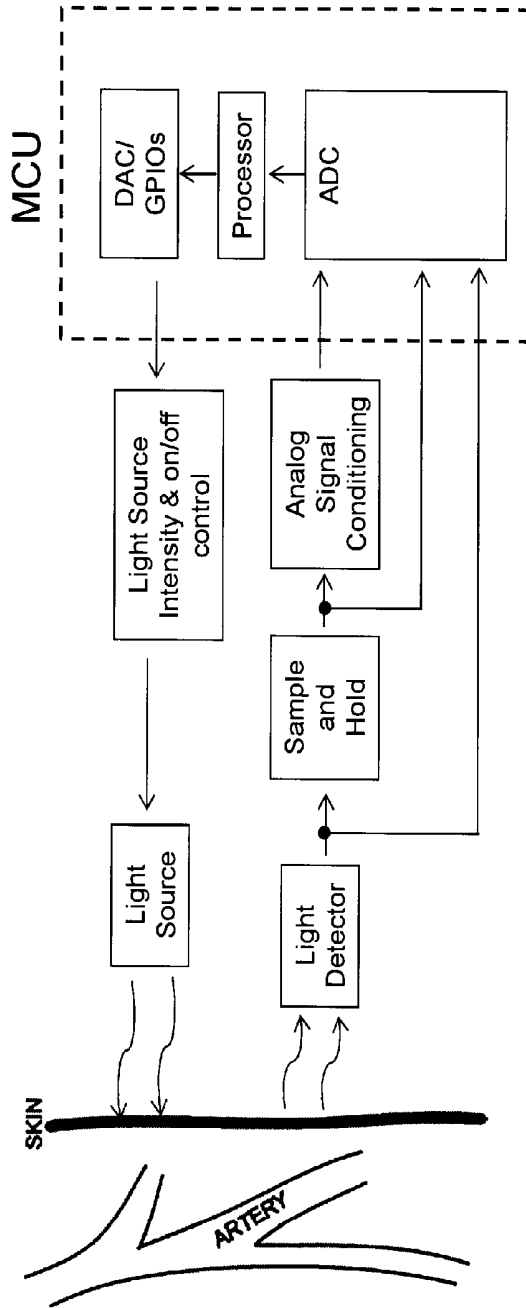 MCU
DAC/
GPIOs
Processor
ADC
Light Source
Intensity & on/off
control
Analog
Signal
Conditioning
Sample
and
Hold
Light
Source
Light
Detector
SKIN
ARTERY